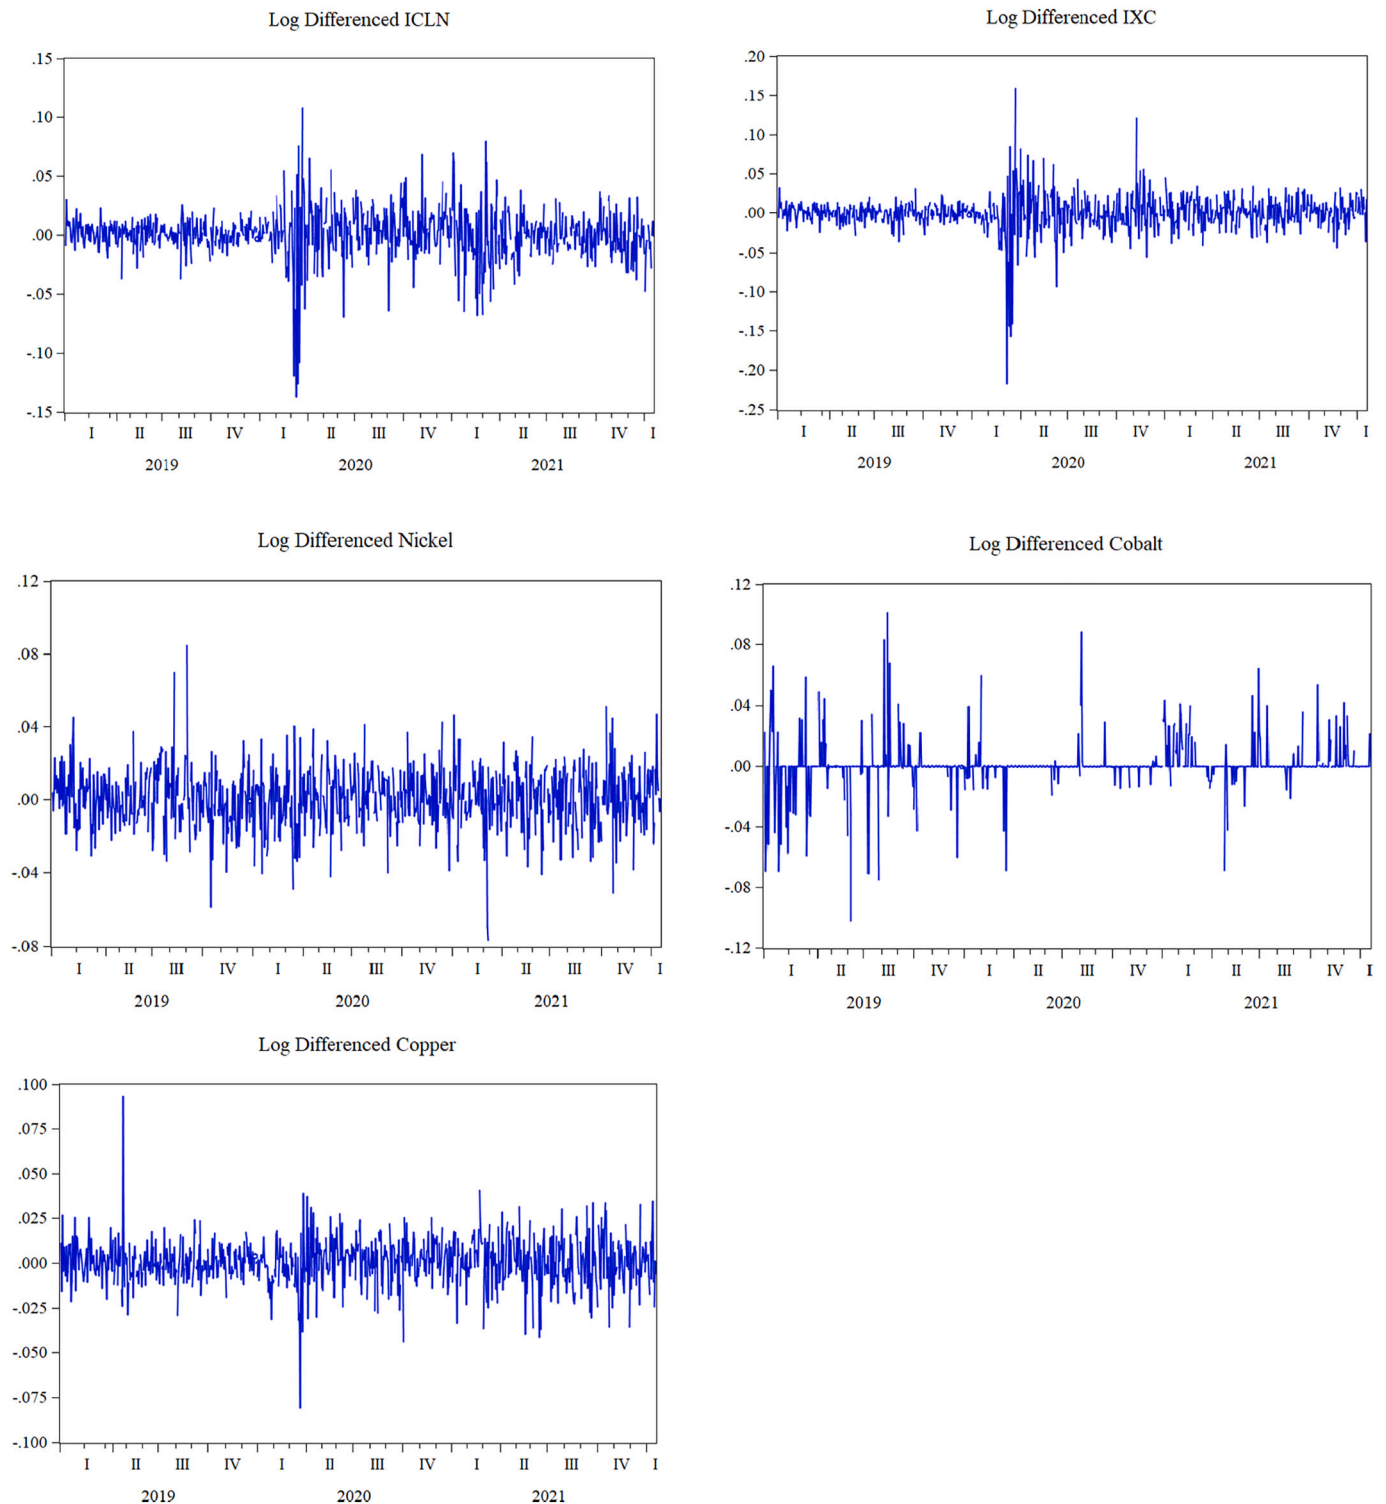 Log Differenced ICLN
.15
.10
.05
.00
-.05
-.10
-.15
I II III IV I II III IV I II III IV I
2019 2020 2021
Log Differenced IXC
.20
.15
.10
.05
.00
-.05
-.10
-.15
-.20
-.25
I II III IV I II III IV I II III IV I
2019 2020 2021
Log Differenced Nickel
.12
.08
.04
.00
-.04
-.08
I II III IV I II III IV I II III IV I
2019 2020 2021
Log Differenced Cobalt
.12
.08
.04
.00
-.04
-.08
-.12
I II III IV I II III IV I II III IV I
2019 2020 2021
Log Differenced Copper
.100
.075
.050
.025
.000
-.025
-.050
-.075
-.100
I II III IV I II III IV I II III IV I
2019 2020 2021